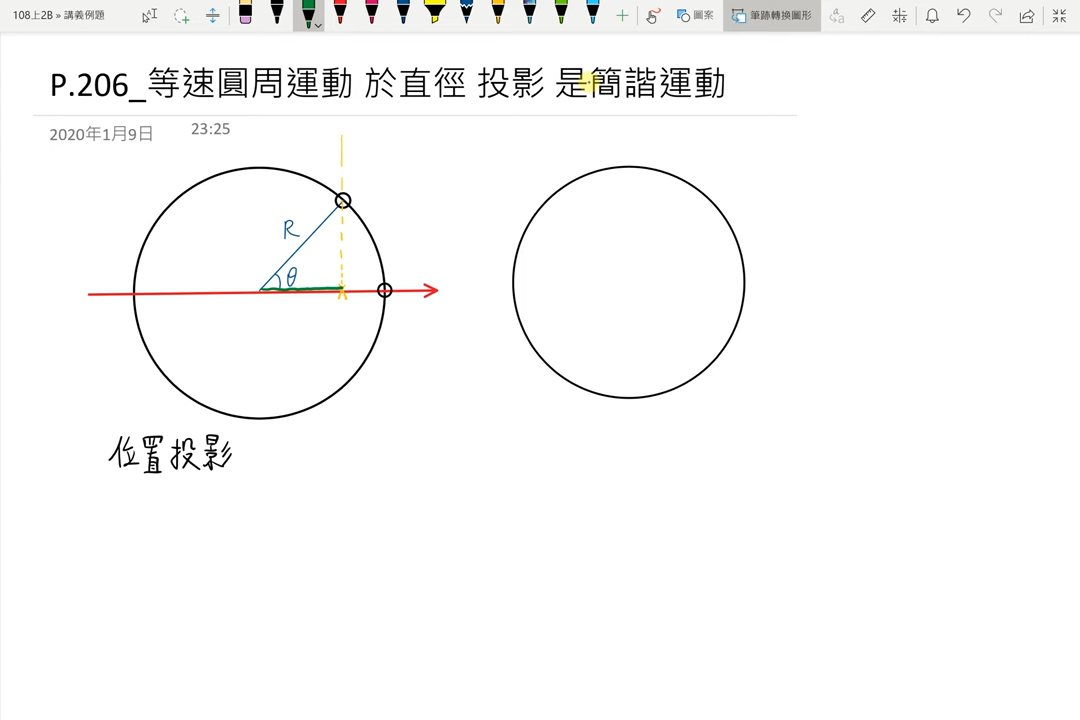 108上2B » 講義例題
圖案
筆跡轉換圖形
P.206_等速圓周運動 於直徑 投影 是簡諧運動
2020年1月9日 23:25
R
θ
位置投影